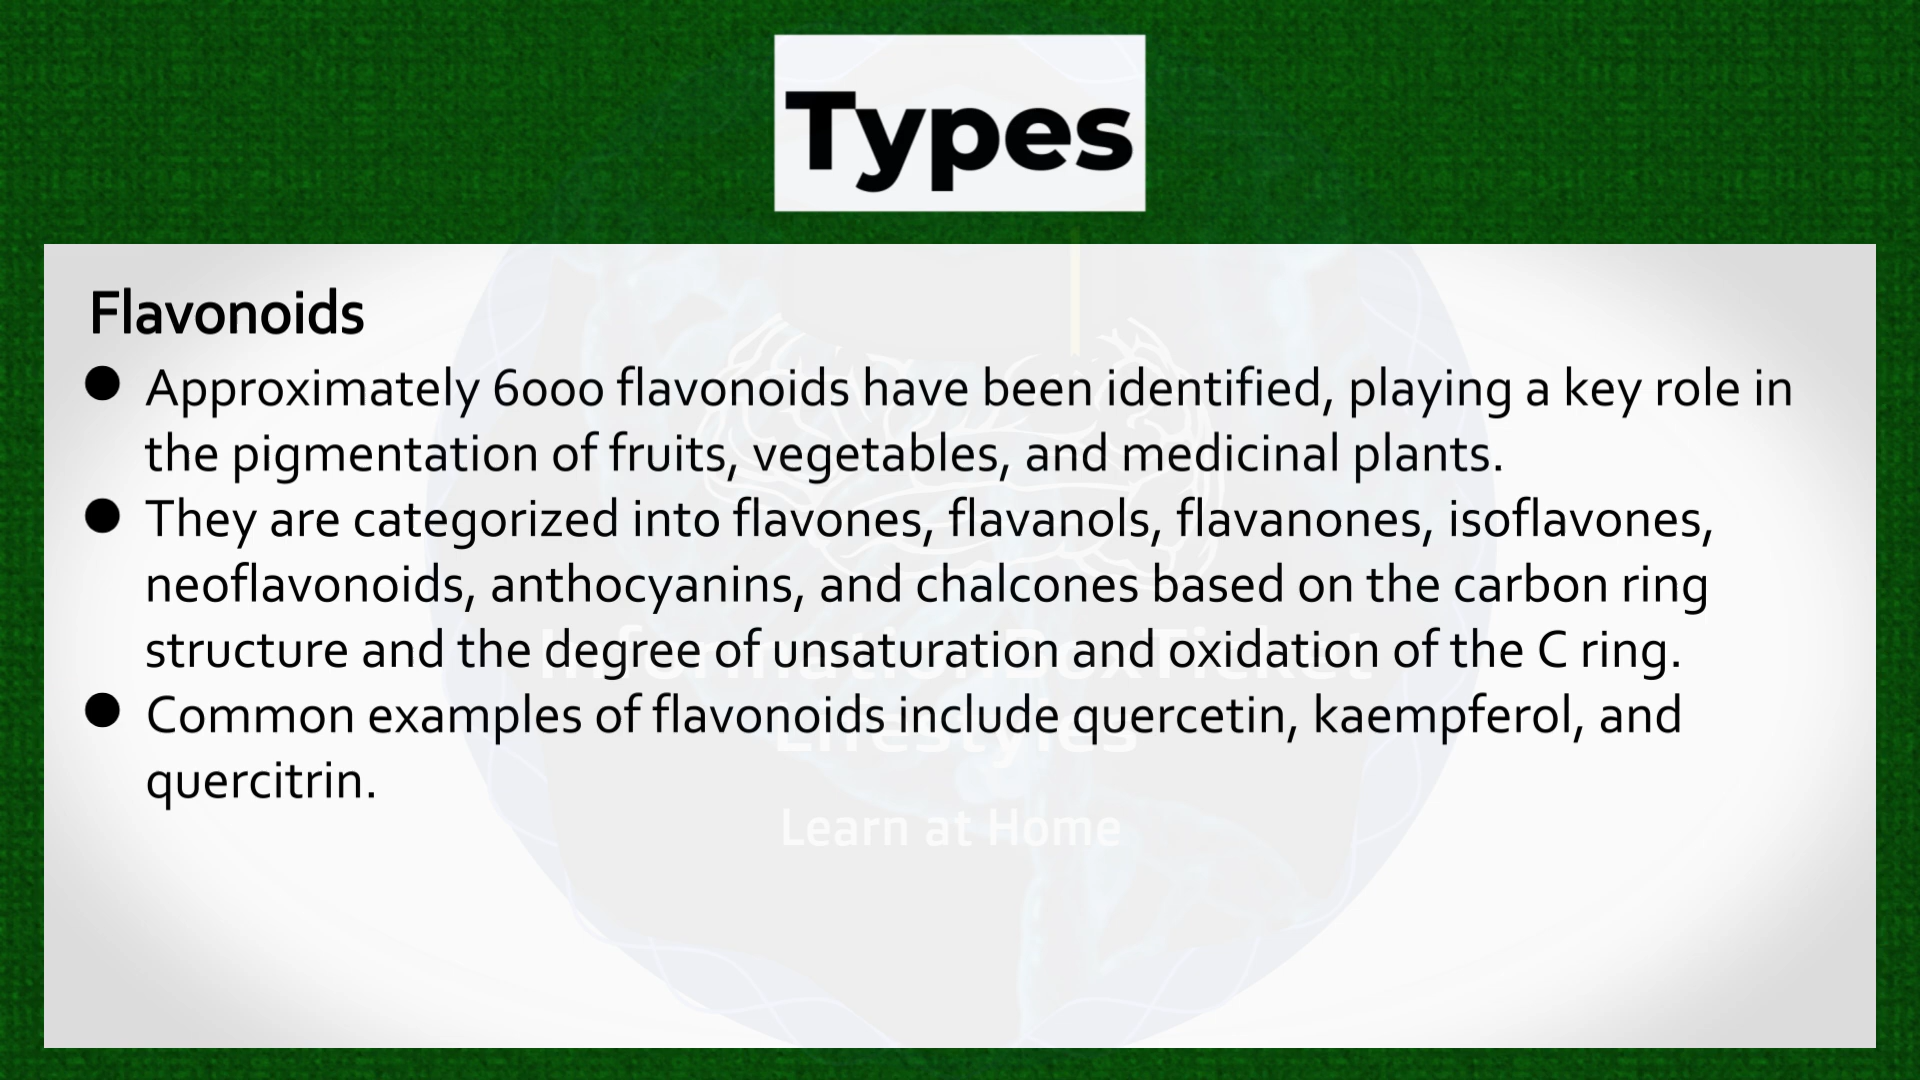 Types
Flavonoids
● Approximately 6000 flavonoids have been identified, playing a key role in
the pigmentation of fruits, vegetables, and medicinal plants.
● They are categorized into flavones, flavanols, flavanones, isoflavones,
neoflavonoids, anthocyanins, and chalcones based on the carbon ring
structure and the degree of unsaturation and oxidation of the C ring.
InformationBoxTicket
● Common examples of flavonoids include quercetin, kaempferol, and
Lifestyles
quercitrin.
Learn at Home